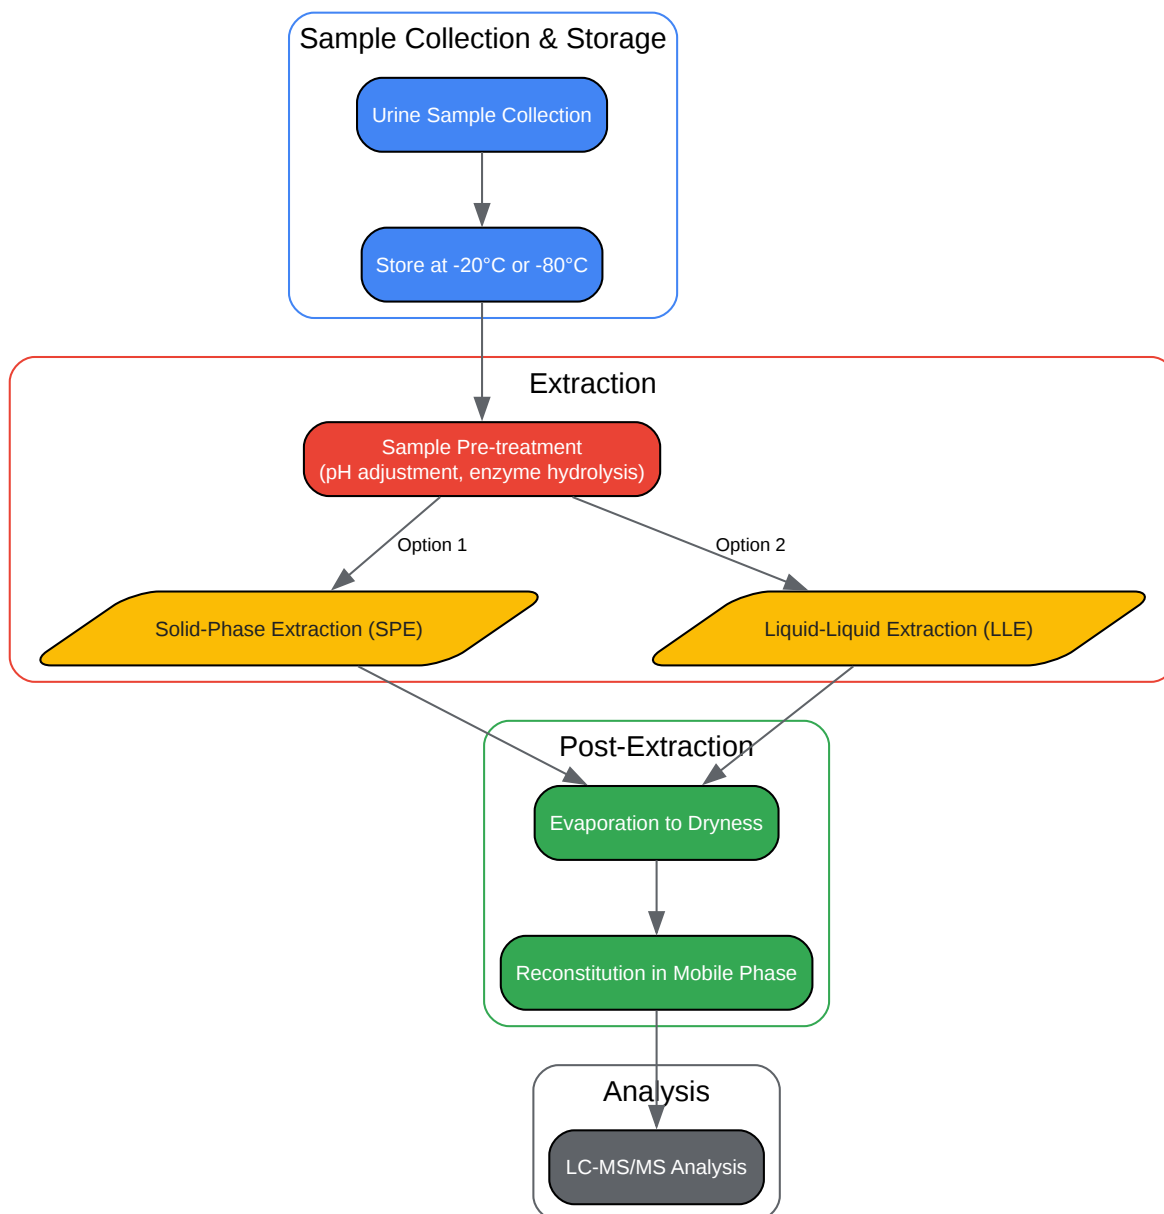 Sample Collection & Storage
Urine Sample Collection
Store at -20°C or -80°C
Extraction
Sample Pre-treatment
(pH adjustment, enzyme hydrolysis)
Option 1
Option 2
Solid-Phase Extraction (SPE)
Liquid-Liquid Extraction (LLE)
Post-Extraction
Evaporation to Dryness
Reconstitution in Mobile Phase
Analysis
LC-MS/MS Analysis